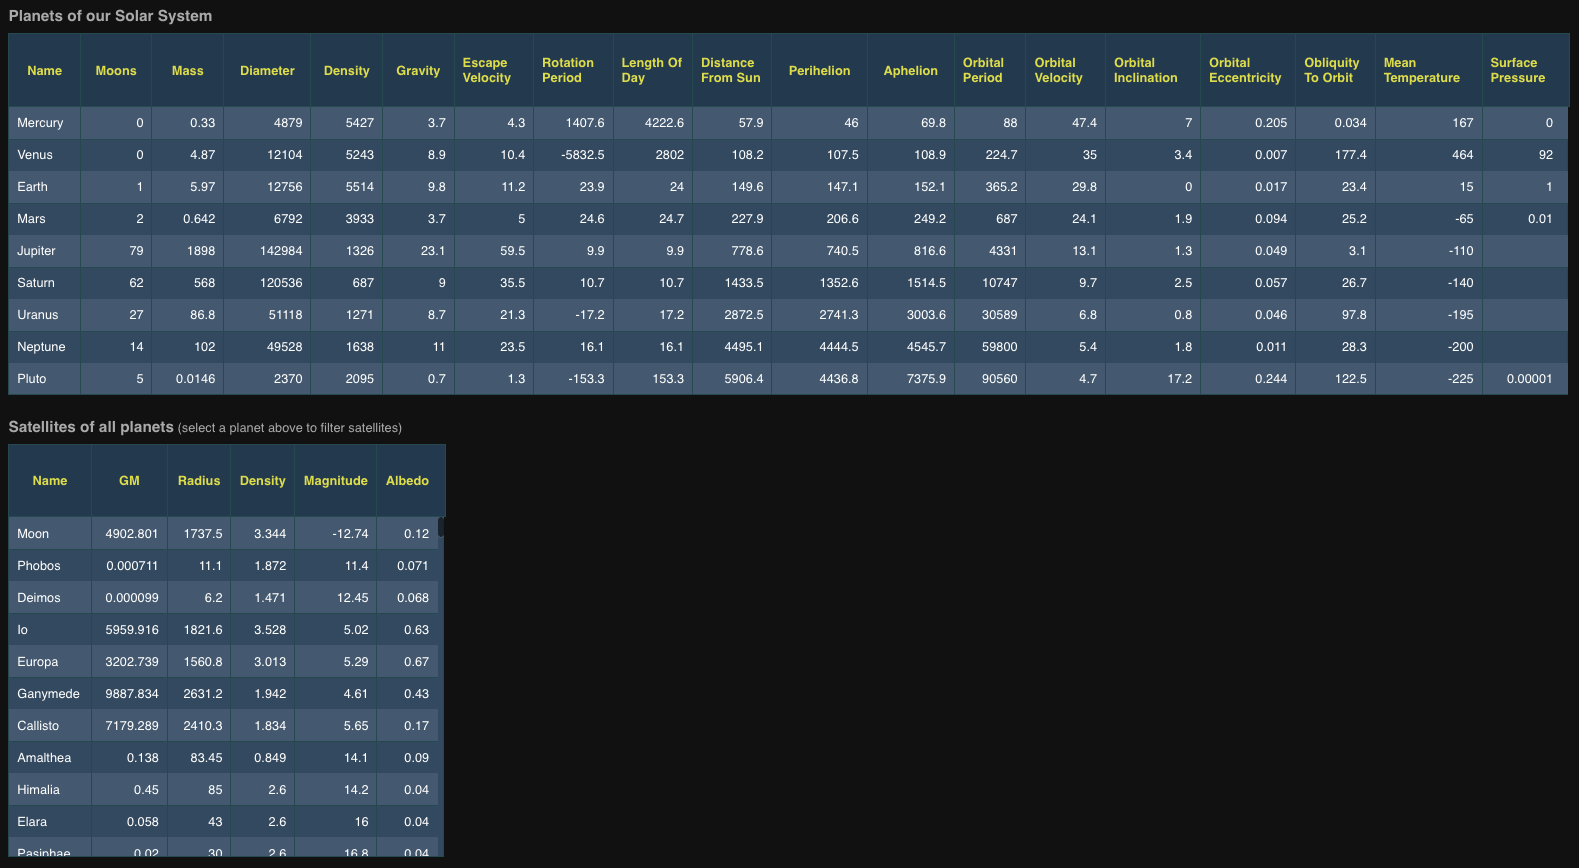 Planets of our Solar System
Name Moons Mass Diameter Density Gravity Escape Velocity Rotation Period Length Of Day Distance From Sun Perihelion Aphelion Orbital Period Orbital Velocity Orbital Inclination Orbital Eccentricity Obliquity To Orbit Mean Temperature Surface Pressure
Mercury 0 0.33 4879 5427 3.7 4.3 1407.6 4222.6 57.9 46 69.8 88 47.4 7 0.205 0.034 167 0
Venus 0 4.87 12104 5243 8.9 10.4 -5832.5 2802 108.2 107.5 108.9 224.7 35 3.4 0.007 177.4 464 92
Earth 1 5.97 12756 5514 9.8 11.2 23.9 24 149.6 147.1 152.1 365.2 29.8 0 0.017 23.4 15 1
Mars 2 0.642 6792 3933 3.7 5 24.6 24.7 227.9 206.6 249.2 687 24.1 1.9 0.094 25.2 -65 0.01
Jupiter 79 1898 142984 1326 23.1 59.5 9.9 9.9 778.6 740.5 816.6 4331 13.1 1.3 0.049 3.1 -110
Saturn 62 568 120536 687 9 35.5 10.7 10.7 1433.5 1352.6 1514.5 10747 9.7 2.5 0.057 26.7 -140
Uranus 27 86.8 51118 1271 8.7 21.3 -17.2 17.2 2872.5 2741.3 3003.6 30589 6.8 0.8 0.046 97.8 -195
Neptune 14 102 49528 1638 11 23.5 16.1 16.1 4495.1 4444.5 4545.7 59800 5.4 1.8 0.011 28.3 -200
Pluto 5 0.0146 2370 2095 0.7 1.3 -153.3 153.3 5906.4 4436.8 7375.9 90560 4.7 17.2 0.244 122.5 -225 0.00001
Satellites of all planets (select a planet above to filter satellites)
Name GM Radius Density Magnitude Albedo
Moon 4902.801 1737.5 3.344 -12.74 0.12
Phobos 0.000711 11.1 1.872 11.4 0.071
Deimos 0.000099 6.2 1.471 12.45 0.068
Io 5959.916 1821.6 3.528 5.02 0.63
Europa 3202.739 1560.8 3.013 5.29 0.67
Ganymede 9887.834 2631.2 1.942 4.61 0.43
Callisto 7179.289 2410.3 1.834 5.65 0.17
Amalthea 0.138 83.45 0.849 14.1 0.09
Himalia 0.45 85 2.6 14.2 0.04
Elara 0.058 43 2.6 16 0.04
Pasiphae 0.02 30 2.6 16.8 0.04